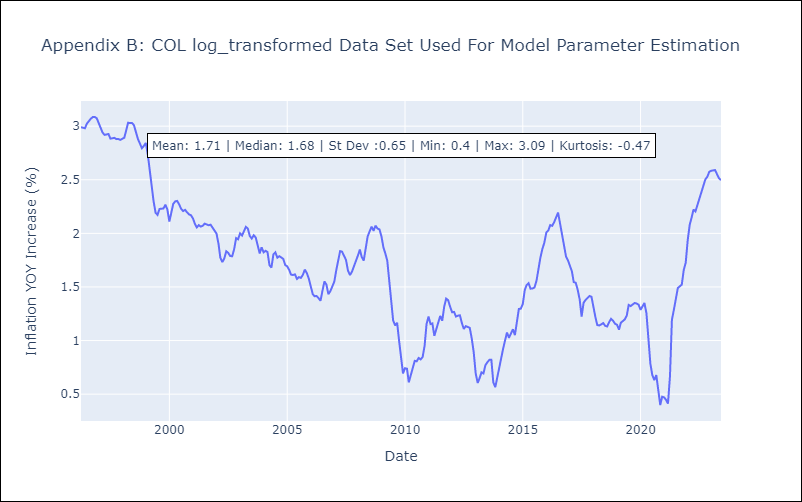 Appendix B: COL log_transformed Data Set Used For Model Parameter Estimation
Mean: 1.71 | Median: 1.68 | St Dev :0.65 | Min: 0.4 | Max: 3.09 | Kurtosis: -0.47
Inflation YOY Increase (%)
3
2.5
2
1.5
1
0.5
2000
2005
2010
2015
2020
Date